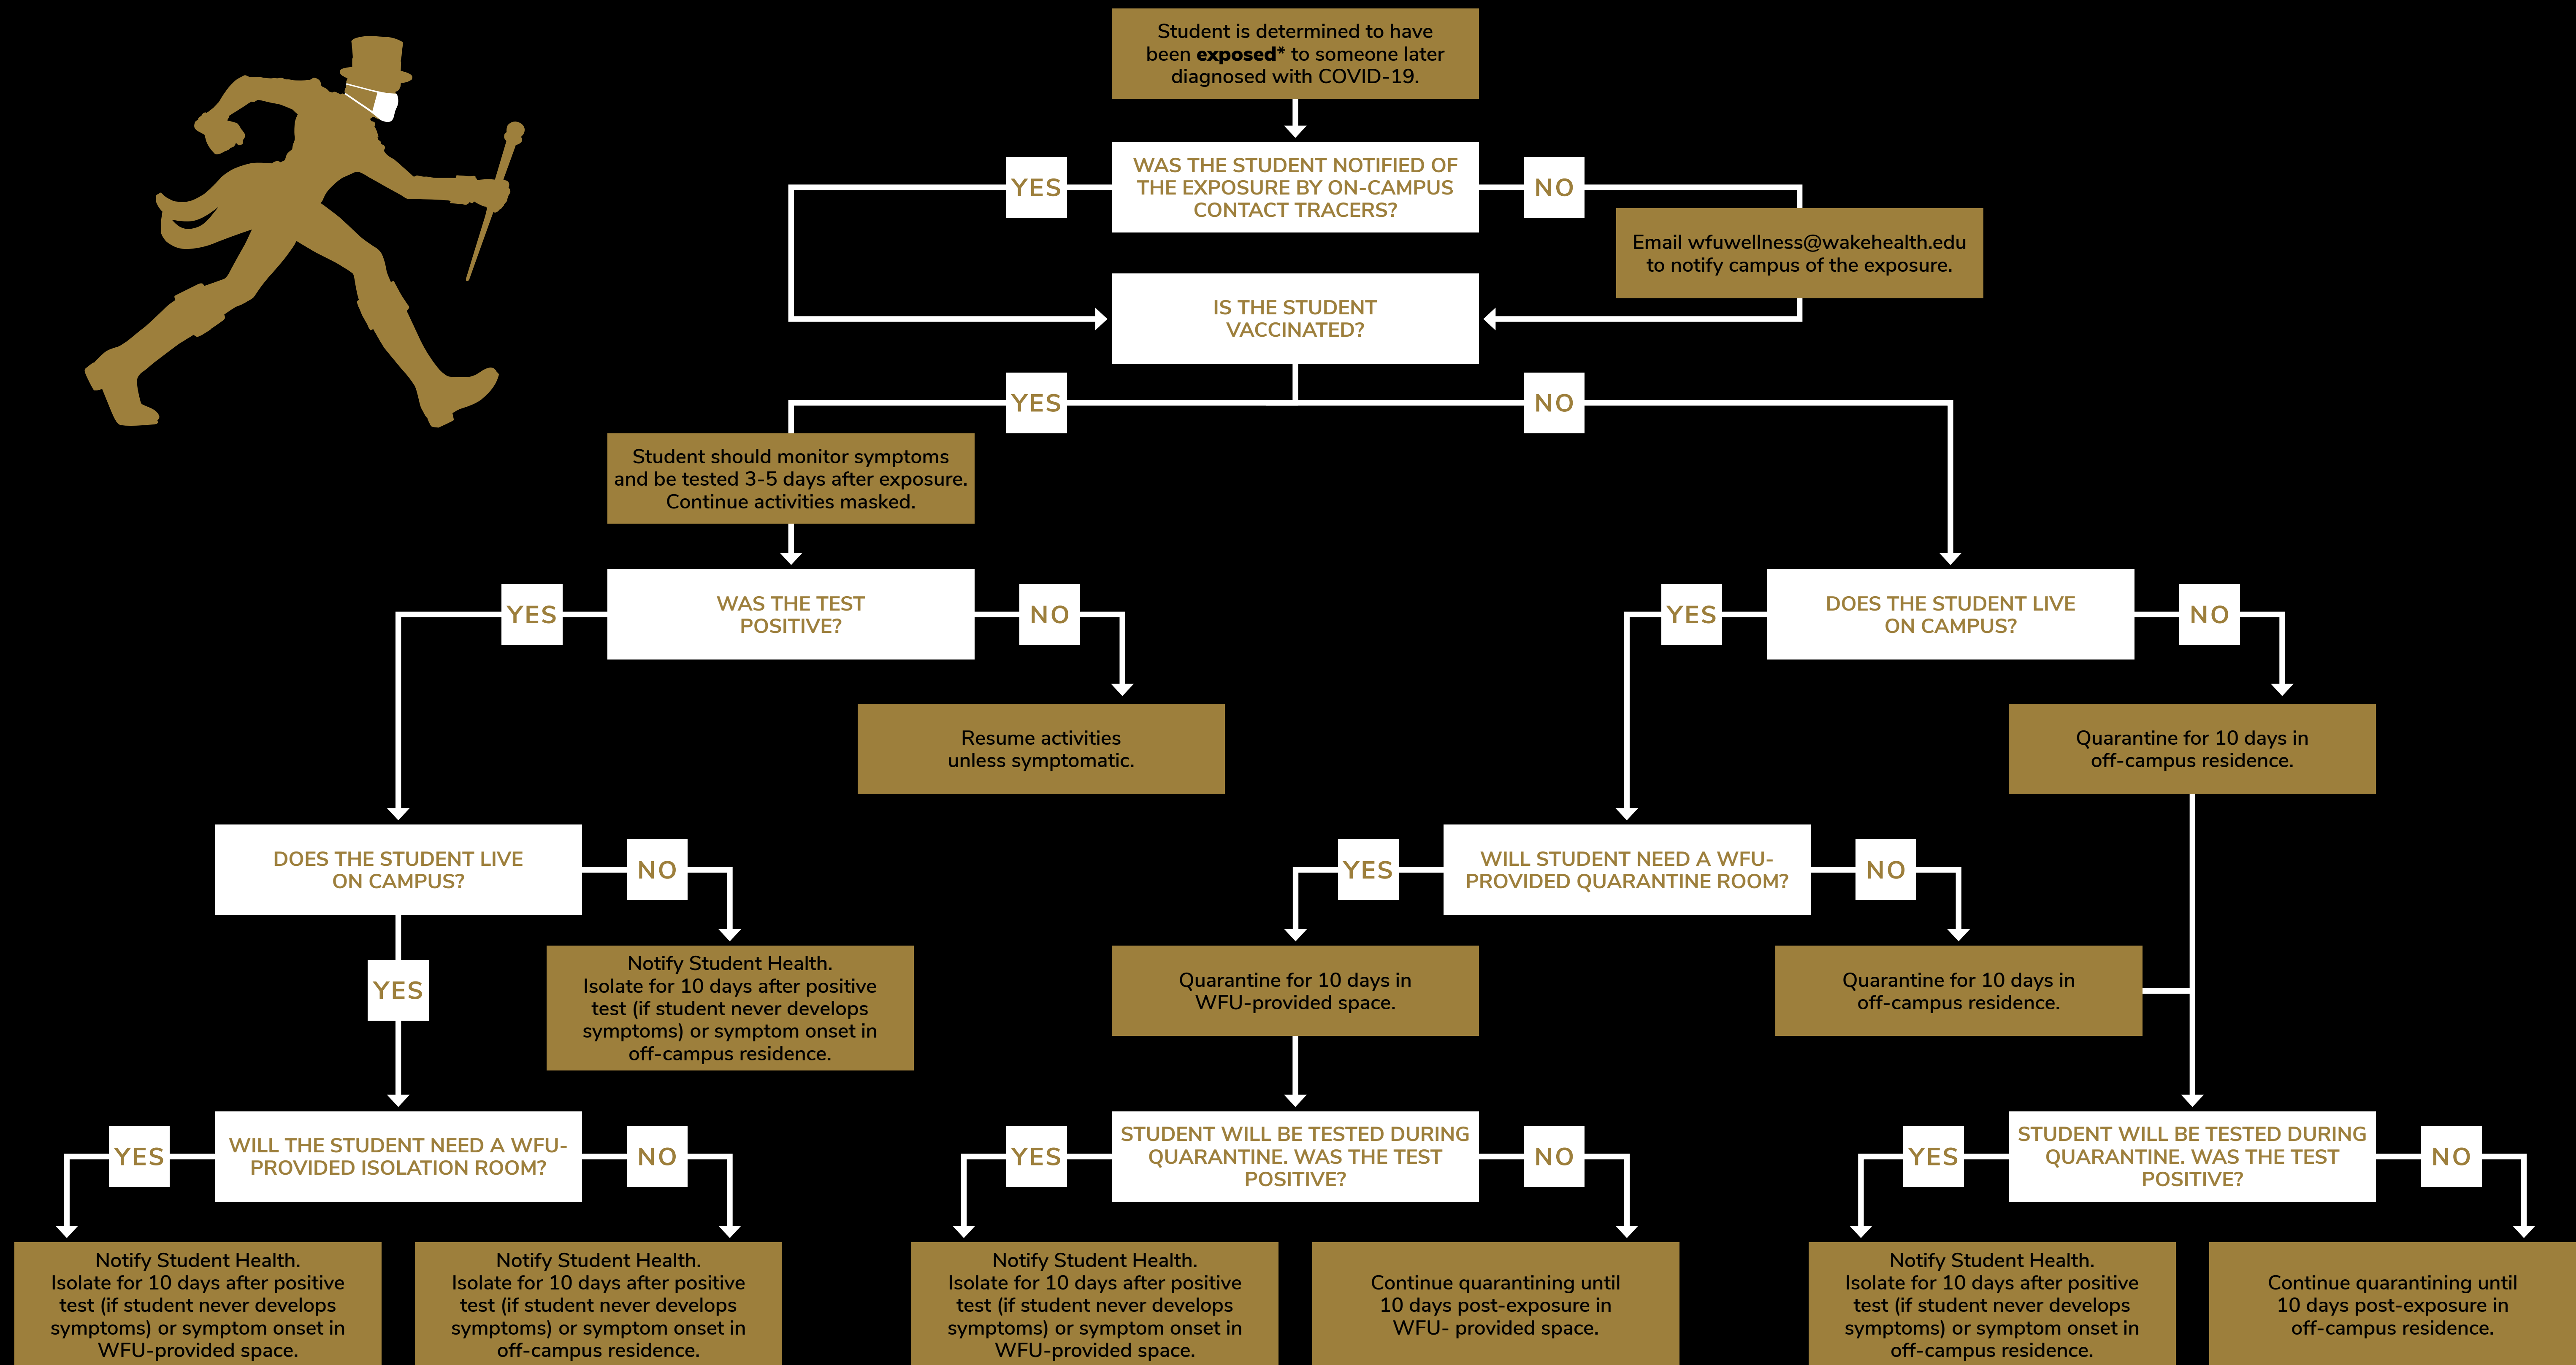 Student is determined to have
been exposed* to someone later
diagnosed with COVID-19.
YES
WAS THE STUDENT NOTIFIED OF
THE EXPOSURE BY ON-CAMPUS
CONTACT TRACERS?
NO
Email wfuwellness@wakehealth.edu
to notify campus of the exposure.
IS THE STUDENT
VACCINATED?
YES
NO
Student should monitor symptoms
and be tested 3-5 days after exposure.
Continue activities masked.
YES
WAS THE TEST
POSITIVE?
NO
YES
DOES THE STUDENT LIVE
ON CAMPUS?
NO
Resume activities
unless symptomatic.
Quarantine for 10 days in
off-campus residence.
DOES THE STUDENT LIVE
ON CAMPUS?
NO
YES
WILL STUDENT NEED A WFU-
PROVIDED QUARANTINE ROOM?
NO
YES
Notify Student Health.
Isolate for 10 days after positive
test (if student never develops
symptoms) or symptom onset in
off-campus residence.
Quarantine for 10 days in
WFU-provided space.
Quarantine for 10 days in
off-campus residence.
YES
WILL THE STUDENT NEED A WFU-
PROVIDED ISOLATION ROOM?
NO
YES
STUDENT WILL BE TESTED DURING
QUARANTINE. WAS THE TEST
POSITIVE?
NO
YES
STUDENT WILL BE TESTED DURING
QUARANTINE. WAS THE TEST
POSITIVE?
NO
Notify Student Health.
Isolate for 10 days after positive
test (if student never develops
symptoms) or symptom onset in
WFU-provided space.
Notify Student Health.
Isolate for 10 days after positive
test (if student never develops
symptoms) or symptom onset in
off-campus residence.
Notify Student Health.
Isolate for 10 days after positive
test (if student never develops
symptoms) or symptom onset in
WFU-provided space.
Continue quarantining until
10 days post-exposure in
WFU- provided space.
Notify Student Health.
Isolate for 10 days after positive
test (if student never develops
symptoms) or symptom onset in
off-campus residence.
Continue quarantining until
10 days post-exposure in
off-campus residence.